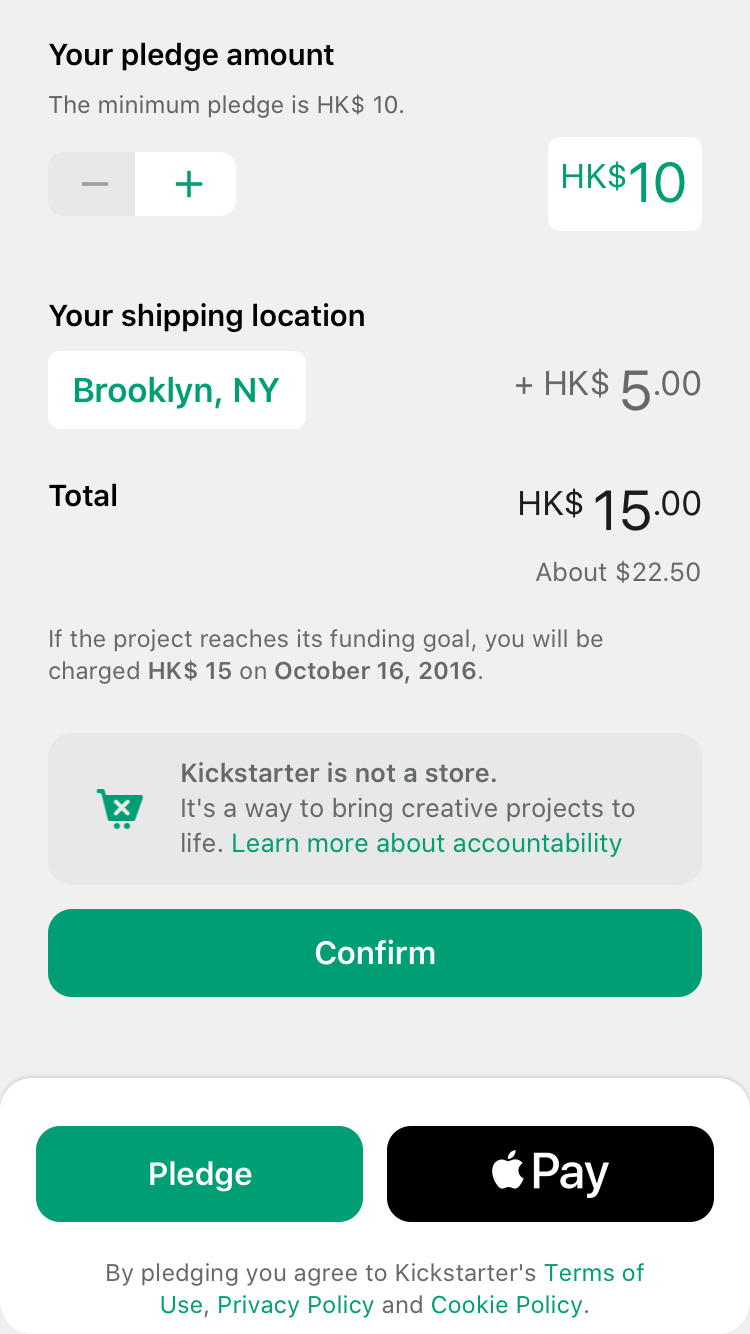 Your pledge amount
The minimum pledge is HK$ 10.
HK$10
Your shipping location
Brooklyn, NY
+ HK$ 5.00
Total
HK$ 15.00
About $22.50
If the project reaches its funding goal, you will be
charged HK$ 15 on October 16, 2016.
Kickstarter is not a store.
It's a way to bring creative projects to
life. Learn more about accountability
Confirm
Pledge
Pay
By pledging you agree to Kickstarter's Terms of
Use, Privacy Policy and Cookie Policy.